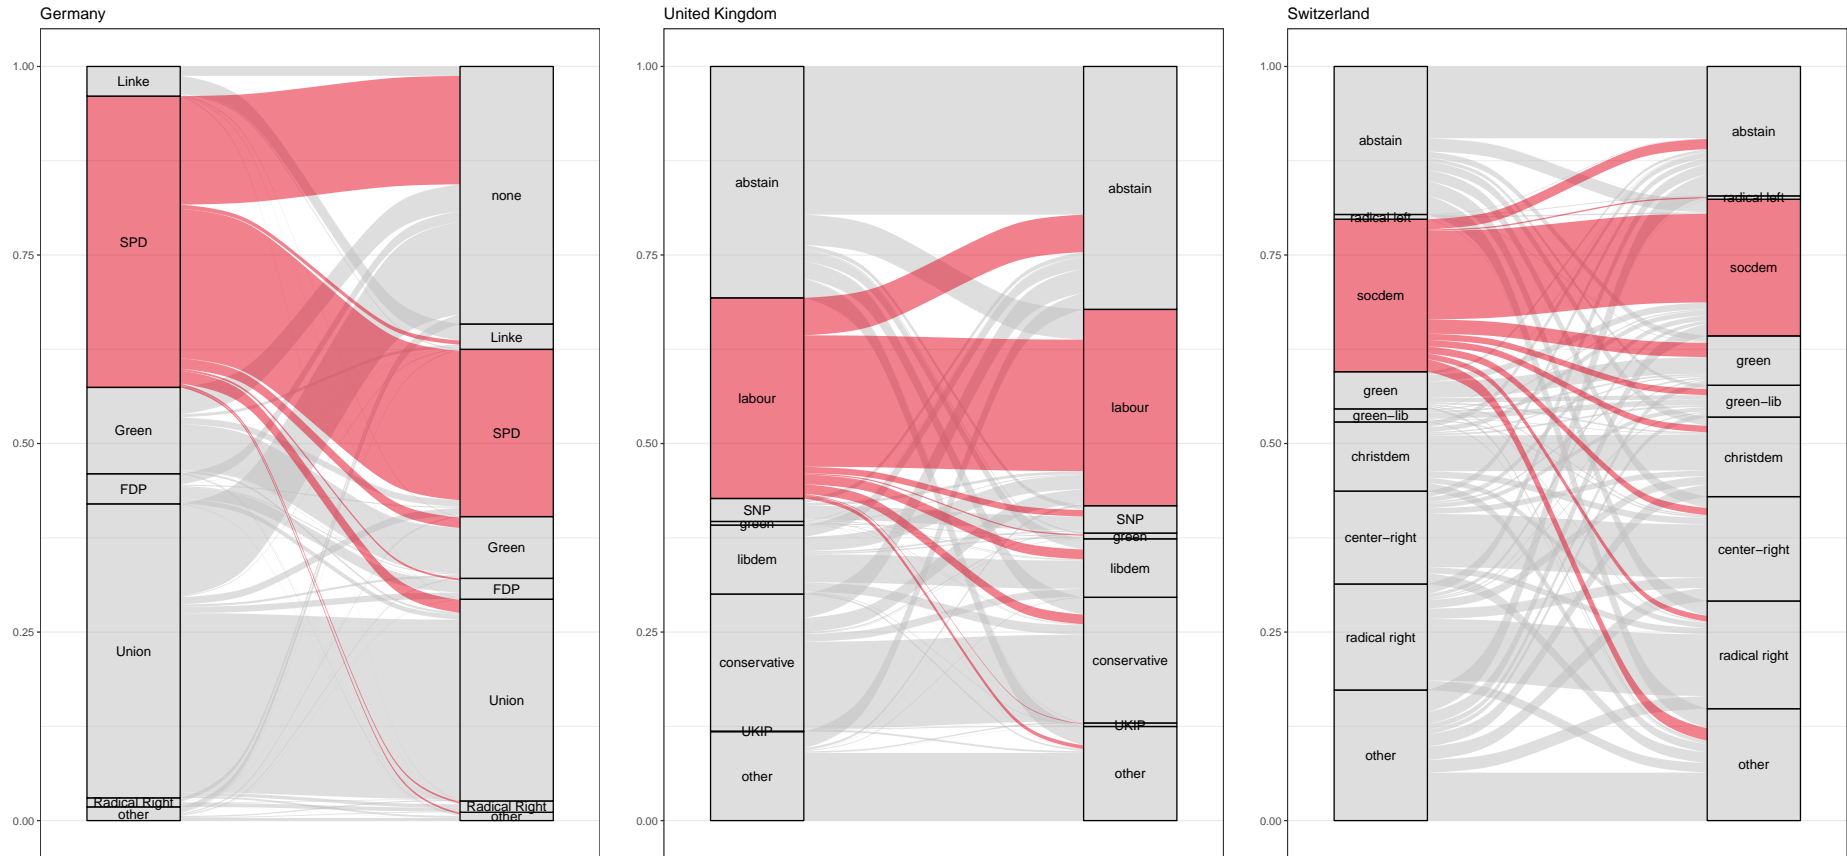 Germany
1.00
0.75
0.50
0.25
0.00
Linke
SPD
Green
FDP
Union
Radical Right
other
none
Linke
SPD
Green
FDP
Union
Radical Right
other
United Kingdom
1.00
0.75
0.50
0.25
0.00
abstain
labour
SNP
green
libdem
conservative
UKIP
other
abstain
labour
SNP
green
libdem
conservative
UKIP
other
Switzerland
1.00
0.75
0.50
0.25
0.00
abstain
radical left
socdem
green
green−lib
christdem
center−right
radical right
other
abstain
radical left
socdem
green
green−lib
christdem
center−right
radical right
other